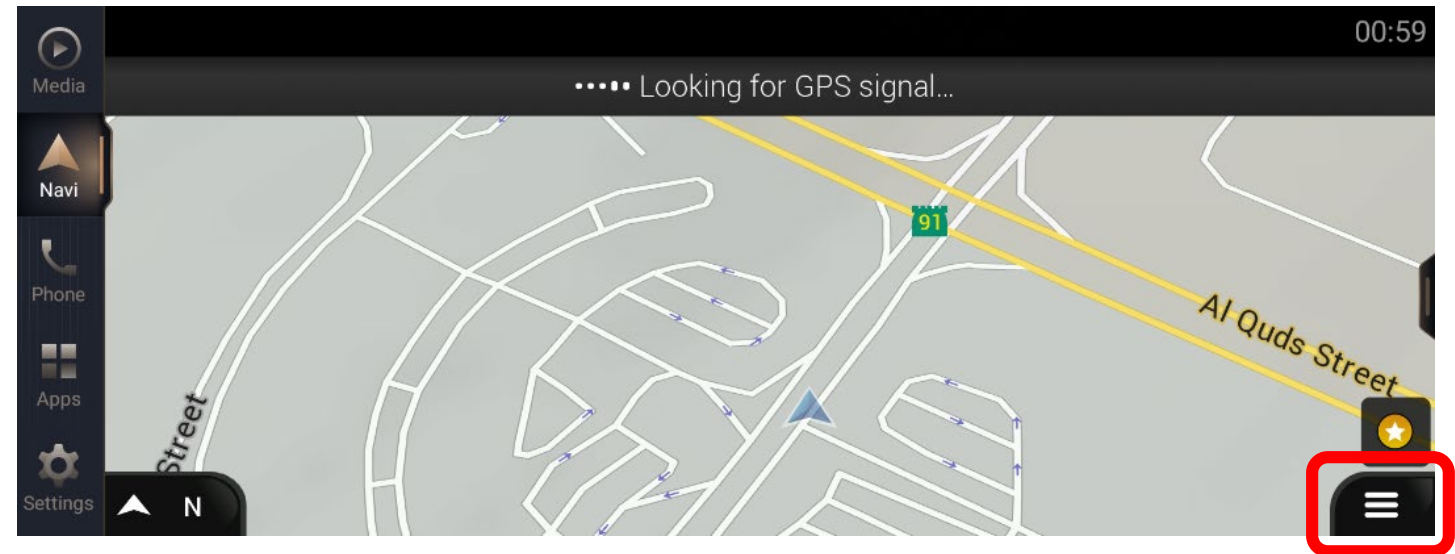 00:59
Media
Looking for GPS signal...
Navi
91
Phone
Al Quds Street
Apps
Street
Settings
N